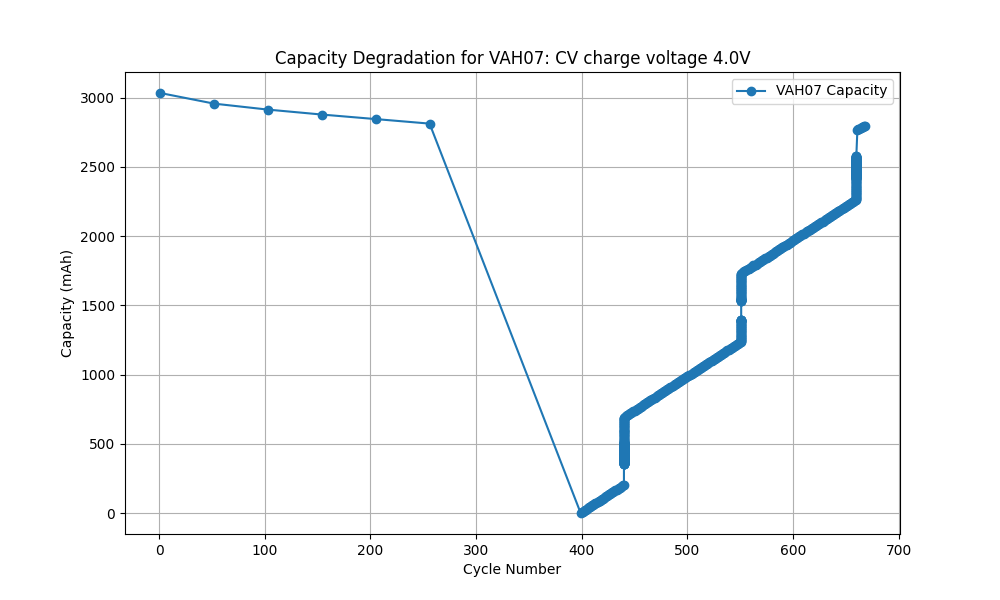 Capacity Degradation for VAH07: CV charge voltage 4.0V
VAH07 Capacity
3000
2500
2000
1500
1000
500
0
Capacity (mAh)
0 100 200 300 400 500 600 700
Cycle Number